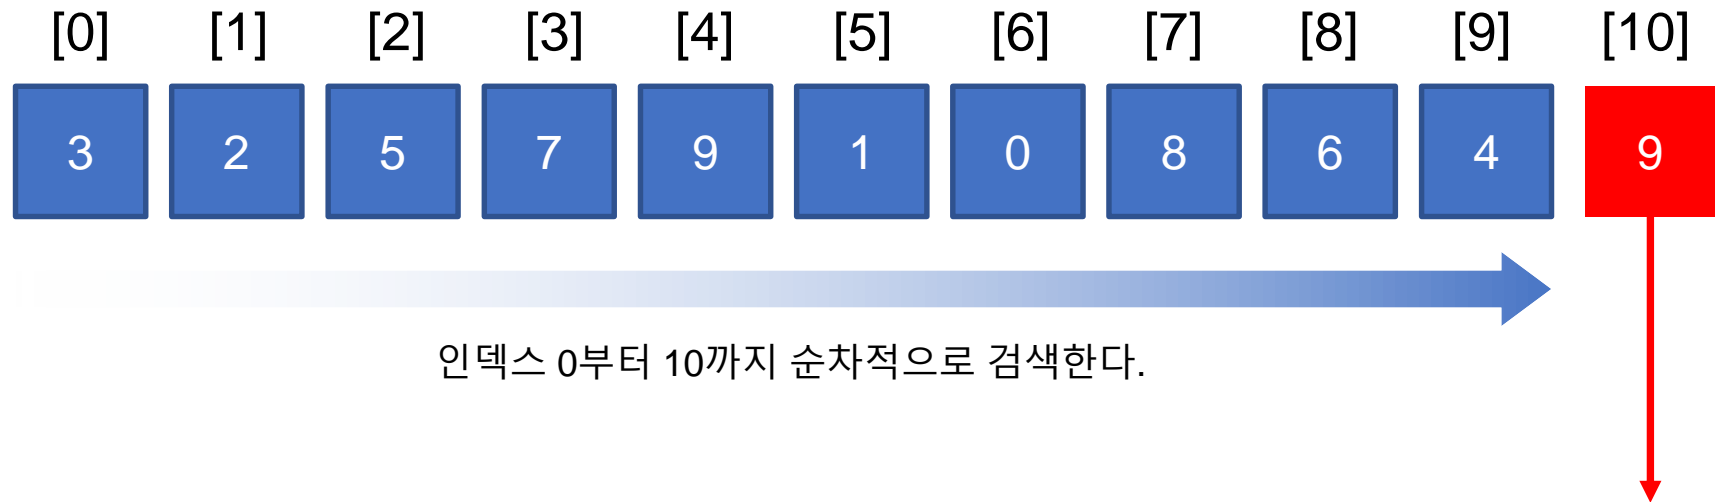 [0] [1] [2] [3] [4] [5] [6] [7] [8] [9] [10]
3 2 5 7 9 1 0 8 6 4 9
인덱스 0부터 10까지 순차적으로 검색한다.